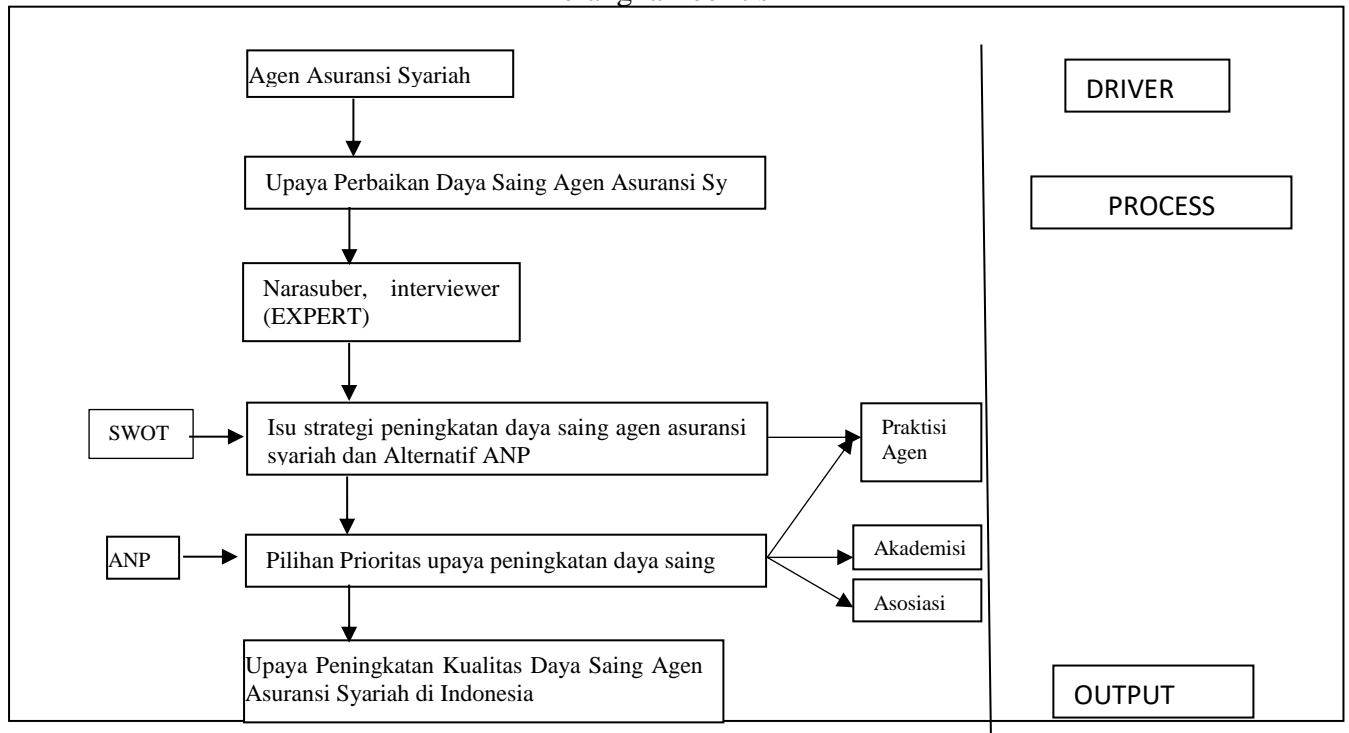 Agen Asuransi Syariah
DRIVER
Upaya Perbaikan Daya Saing Agen Asuransi Sy
PROCESS
Narasuber, interviewer
(EXPERT)
SWOT
Isu strategi peningkatan daya saing agen asuransi
syariah dan Alternatif ANP
Praktisi
Agen
ANP
Pilihan Prioritas upaya peningkatan daya saing
Akademisi
Asosiasi
Upaya Peningkatan Kualitas Daya Saing Agen
Asuransi Syariah di Indonesia
OUTPUT